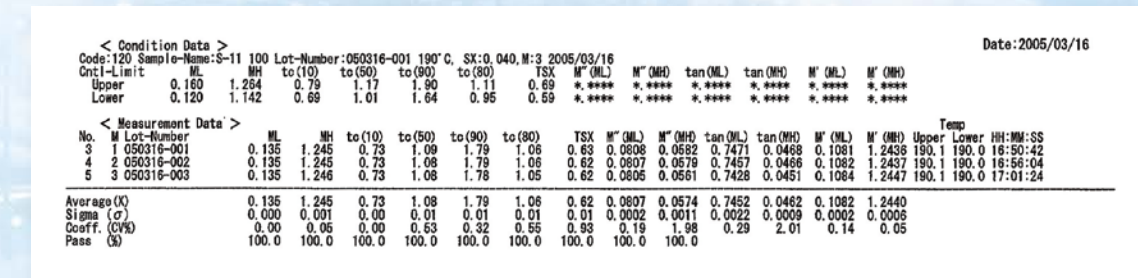 < Condition Data > Date:2005/03/16
Code:120 Sample-Name:S-11 100 Lot-Number:050316-001 190°C, SX:0.040,M:3 2005/03/16
Cntl-Limit ML MH tc(10) tc(50) tc(90) tc(80) TSX M"(ML) M"(MH) tan(ML) tan(MH) M'(ML) M'(MH)
Upper 0.160 1.264 0.79 1.17 1.90 1.11 0.69 *.**** *.**** *.**** *.**** *.**** *.****
Lower 0.120 1.142 0.69 1.01 1.64 0.95 0.59 *.**** *.**** *.**** *.**** *.**** *.****
< Measurement Data > Temp
No. M Lot-Number ML MH tc(10) tc(50) tc(90) tc(80) TSX M"(ML) M"(MH) tan(ML) tan(MH) M'(ML) M'(MH) Upper Lower HH:MM:SS
3 1 050316-001 0.135 1.245 0.73 1.09 1.79 1.06 0.63 0.0808 0.0582 0.7471 0.0468 0.1081 1.2436 190.1 190.0 16:50:42
4 2 050316-002 0.135 1.245 0.73 1.08 1.79 1.06 0.62 0.0807 0.0579 0.7457 0.0466 0.1082 1.2437 190.1 190.0 16:56:04
5 3 050316-003 0.135 1.246 0.73 1.08 1.78 1.05 0.62 0.0805 0.0561 0.7428 0.0451 0.1084 1.2447 190.1 190.0 17:01:24
Average(X) 0.135 1.245 0.73 1.08 1.79 1.06 0.62 0.0807 0.0574 0.7452 0.0462 0.1082 1.2440
Sigma (σ) 0.000 0.001 0.00 0.01 0.01 0.01 0.01 0.0002 0.0011 0.0022 0.0009 0.0002 0.0006
Coeff. (CV%) 0.00 0.05 0.00 0.53 0.32 0.55 0.93 0.19 1.98 0.29 2.01 0.14 0.05
Pass (%) 100.0 100.0 100.0 100.0 100.0 100.0 100.0 100.0 100.0